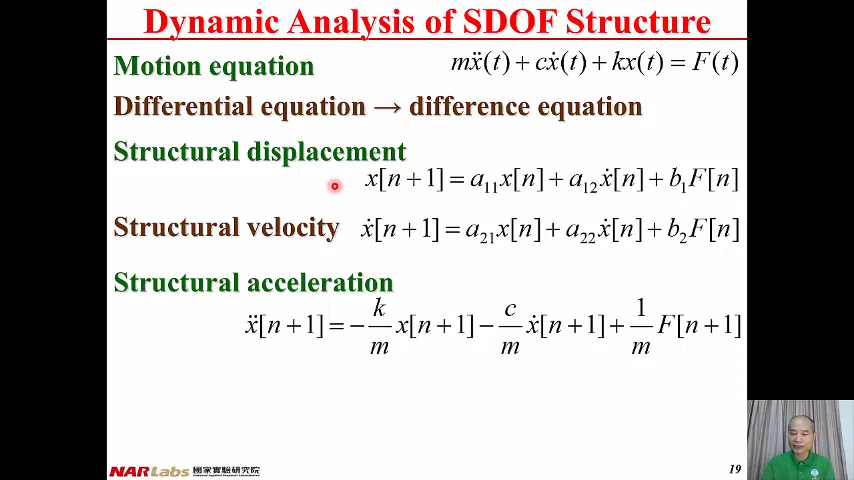 Dynamic Analysis of SDOF Structure
Motion equation mẍ(t) + cẋ(t) + kx(t) = F(t)
Differential equation → difference equation
Structural displacement
x[n + 1] = a₁₁x[n] + a₁₂ẋ[n] + b₁F[n]
Structural velocity ẋ[n + 1] = a₂₁x[n] + a₂₂ẋ[n] + b₂F[n]
Structural acceleration
ẍ[n + 1] = − k/m x[n + 1] − c/m ẋ[n + 1] + 1/m F[n + 1]
NARLabs 國家實驗研究院
19